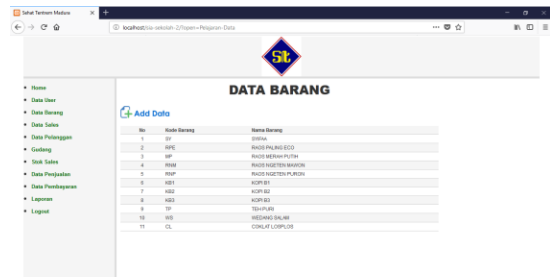 Sahat Tentrem Madura
localhost/sia-sekolah-2/?open=Pelajaran-Data
St
Home
Data User
Data Barang
Data Sales
Data Pelanggan
Gudang
Stok Sales
Data Penjualan
Data Pembayaran
Laporan
Logout
DATA BARANG
Add Data
No Kode Barang Nama Barang
1 SY
2 RPE RAOS PALING ECO
3 MP RAOS MERAH PUTIH
4 RNM RAOS NGETEN MAWON
5 RNP RAOS NGETEN PURON
6 KB1 KOPI B1
7 KB2 KOPI B2
8 KB3 KOPI B3
9 TP TEH PURI
10 WS WEDANG SALAM
11 CL COKLAT LOSPLOS